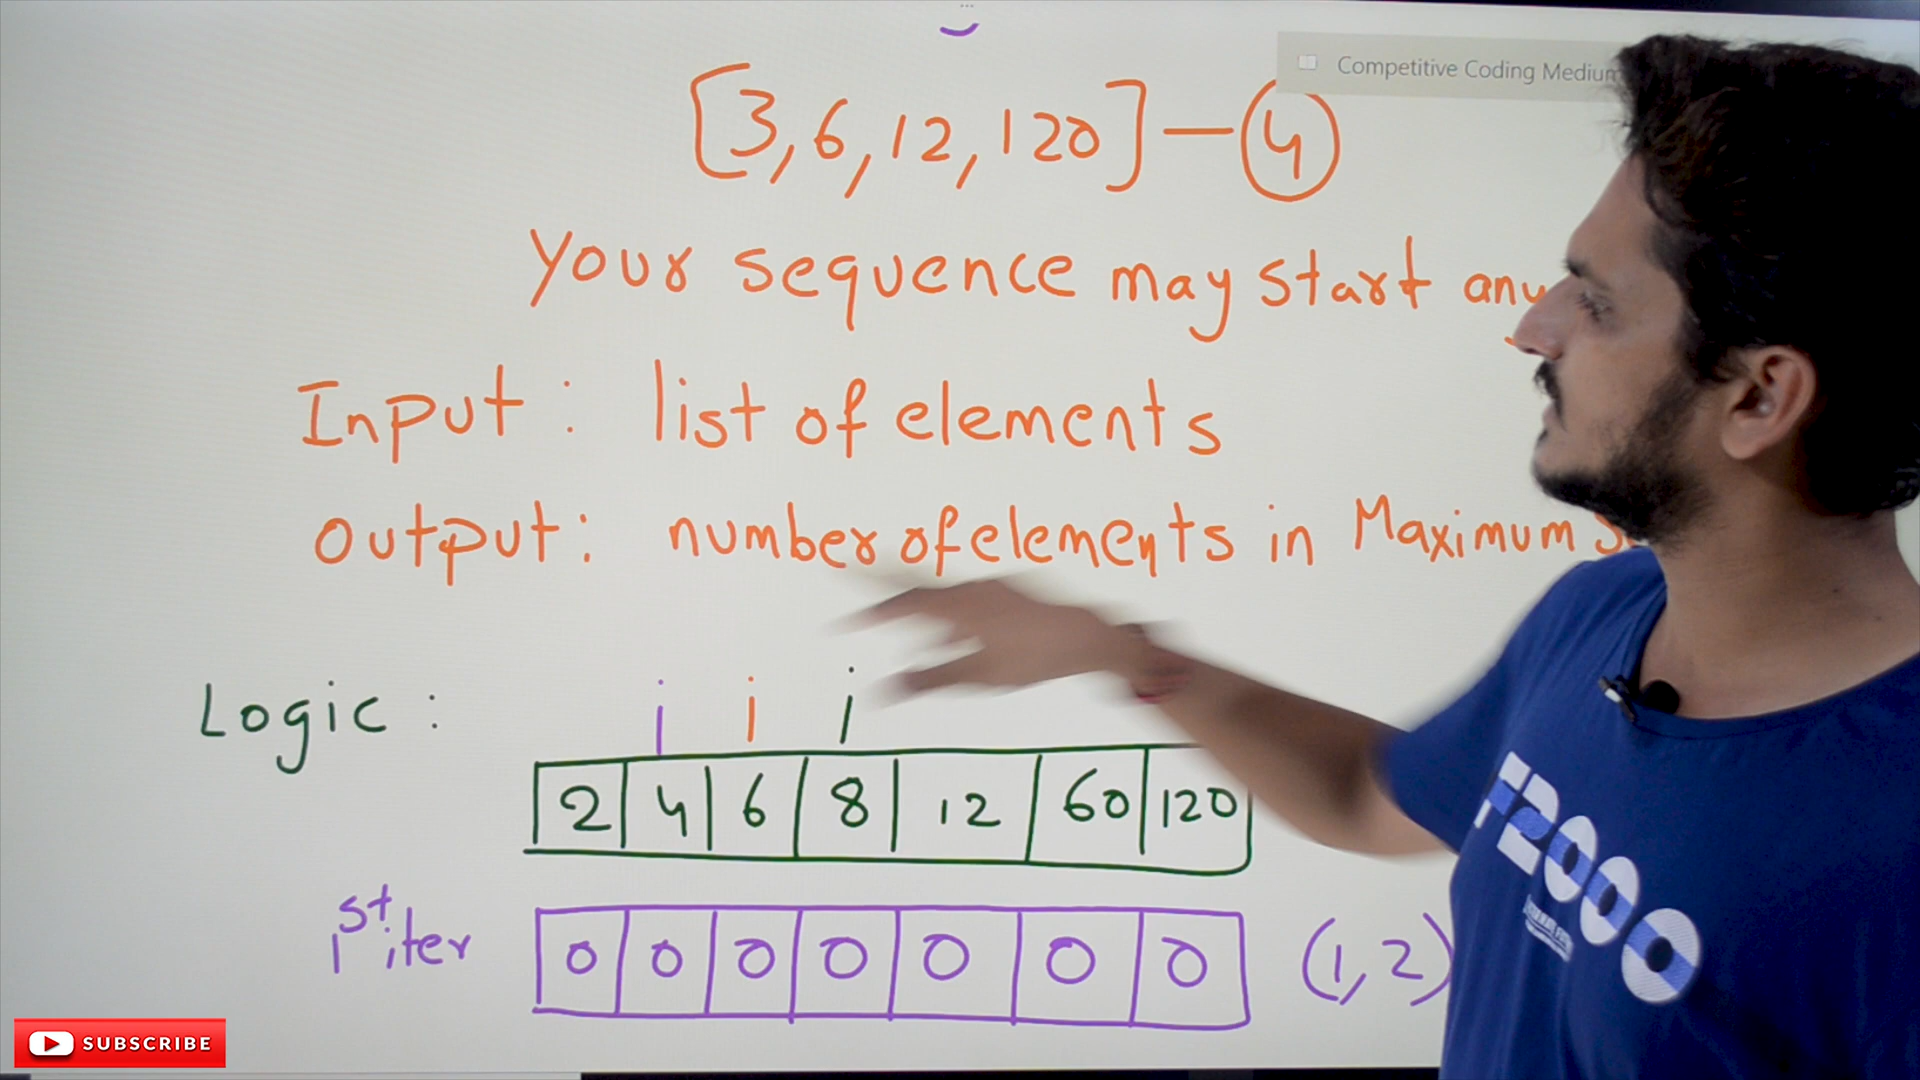 Competitive Coding Medium
[3, 6, 12, 120] — 4
Your sequence may start
Input : list of elements
Output : number of elements in Maximum
Logic : i i i
2 4 6 8 12 60 120
1st iter 0 0 0 0 0 0 0 (1, 2)
2000
SUBSCRIBE